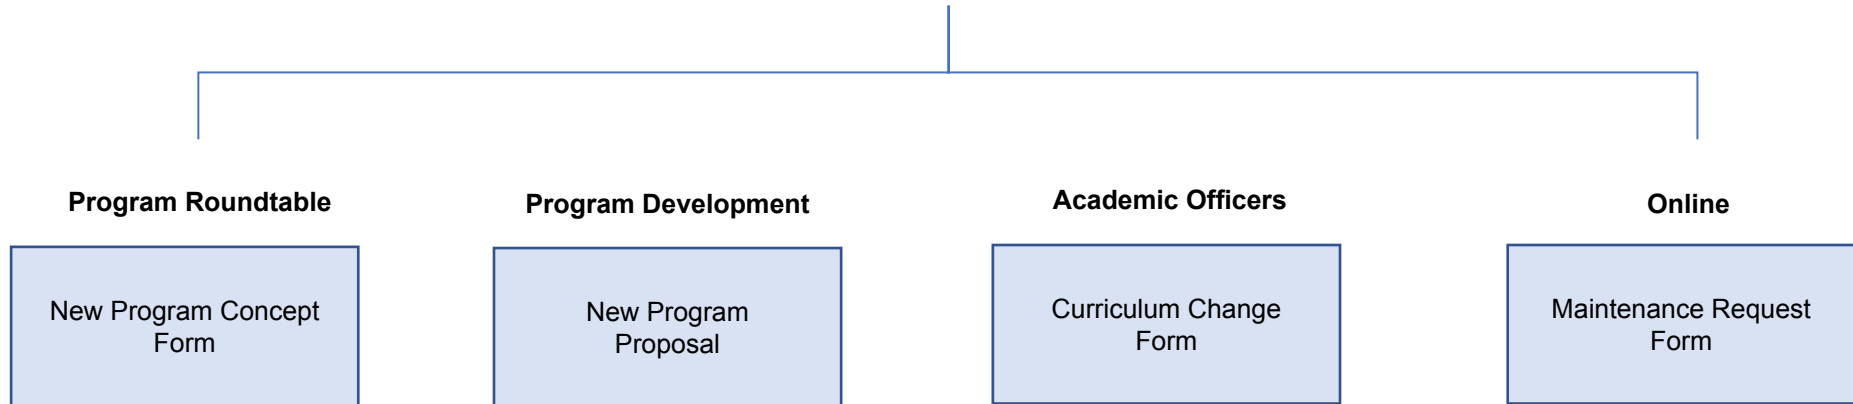 Program Roundtable
New Program Concept
Form
Program Development
New Program
Proposal
Academic Officers
Curriculum Change
Form
Online
Maintenance Request
Form